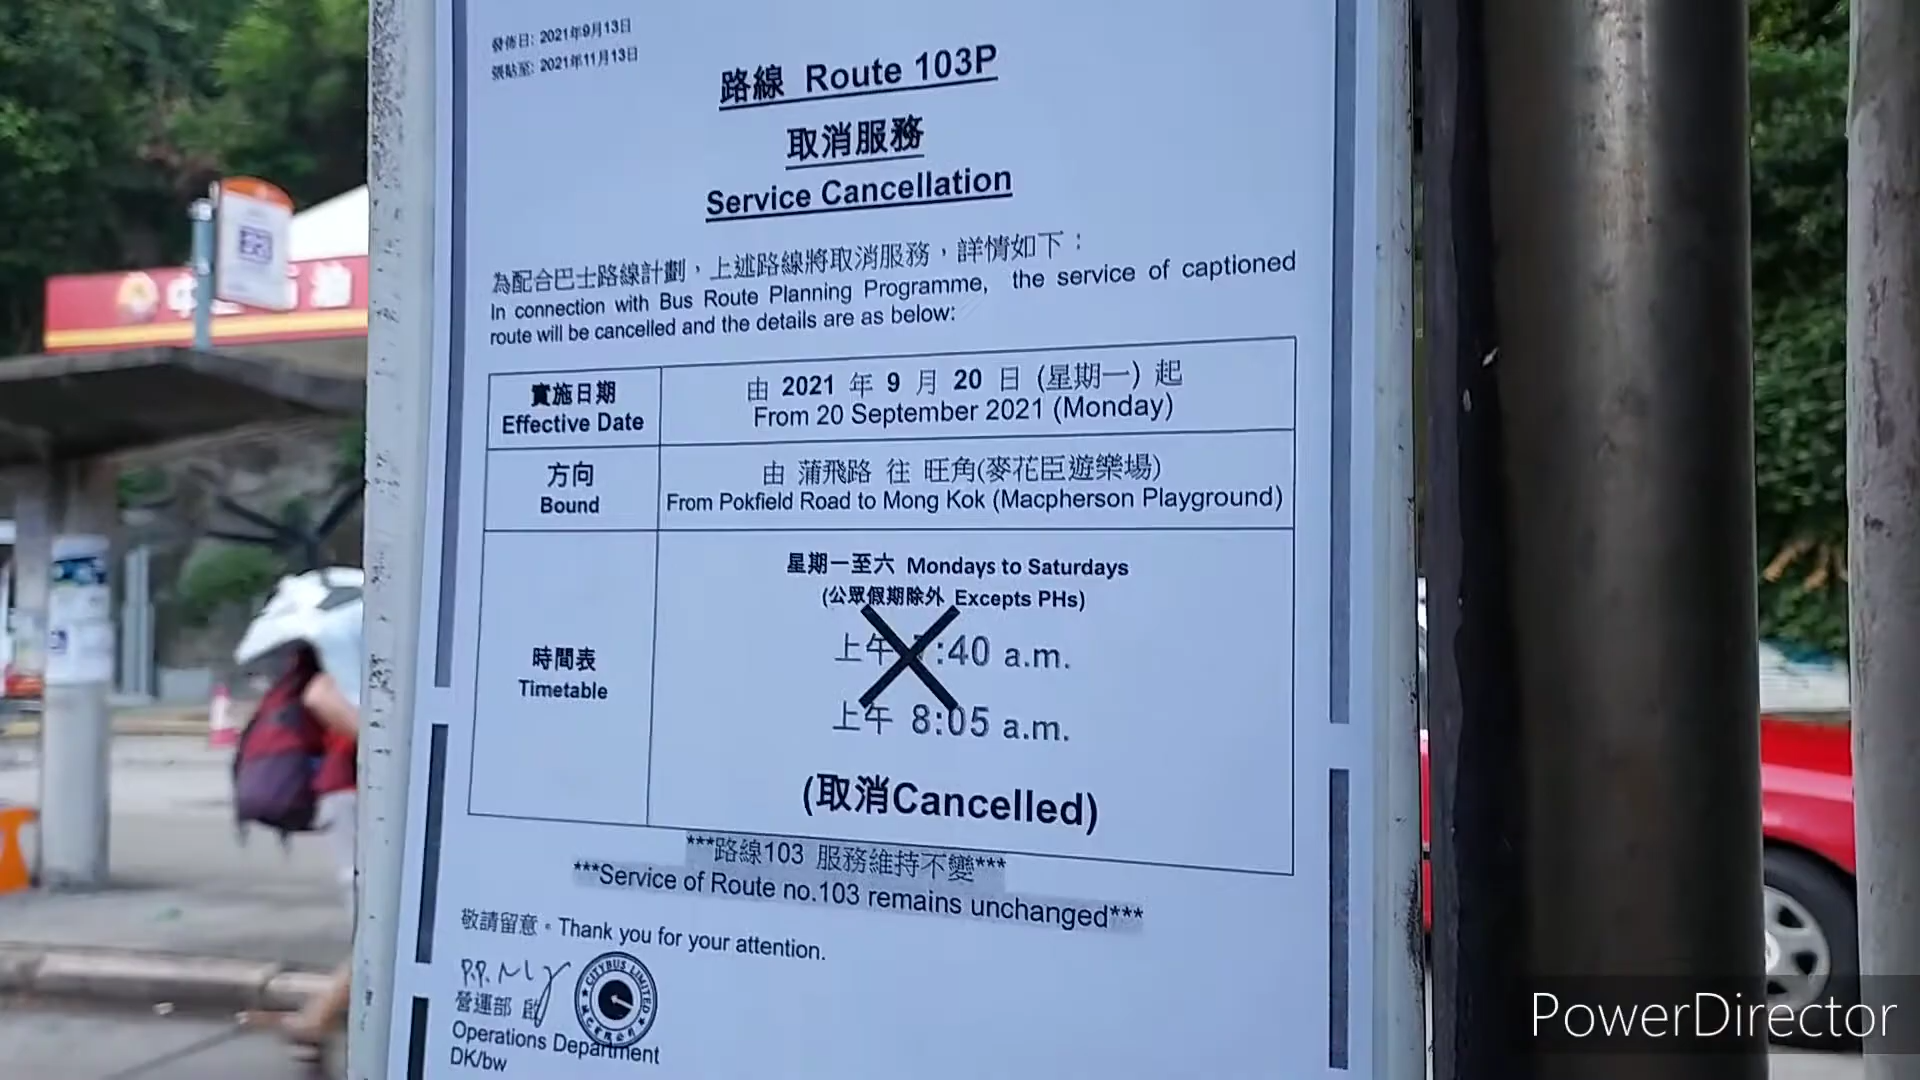 發佈日: 2021年9月13日
張貼至: 2021年11月13日
路線 Route 103P
取消服務
Service Cancellation
為配合巴士路線計劃，上述路線將取消服務，詳情如下：
In connection with Bus Route Planning Programme, the service of captioned
route will be cancelled and the details are as below:
實施日期
Effective Date
由 2021 年 9 月 20 日 (星期一) 起
From 20 September 2021 (Monday)
方向
Bound
由 蒲飛路 往 旺角(麥花臣遊樂場)
From Pokfield Road to Mong Kok (Macpherson Playground)
時間表
Timetable
星期一至六 Mondays to Saturdays
(公眾假期除外 Excepts PHs)
上午 :40 a.m.
上午 8:05 a.m.
(取消Cancelled)
***路線103 服務維持不變***
***Service of Route no.103 remains unchanged***
敬請留意。Thank you for your attention.
P.P.
營運部 啟
Operations Department
DK/bw
CITYBUS LIMITED
PowerDirector